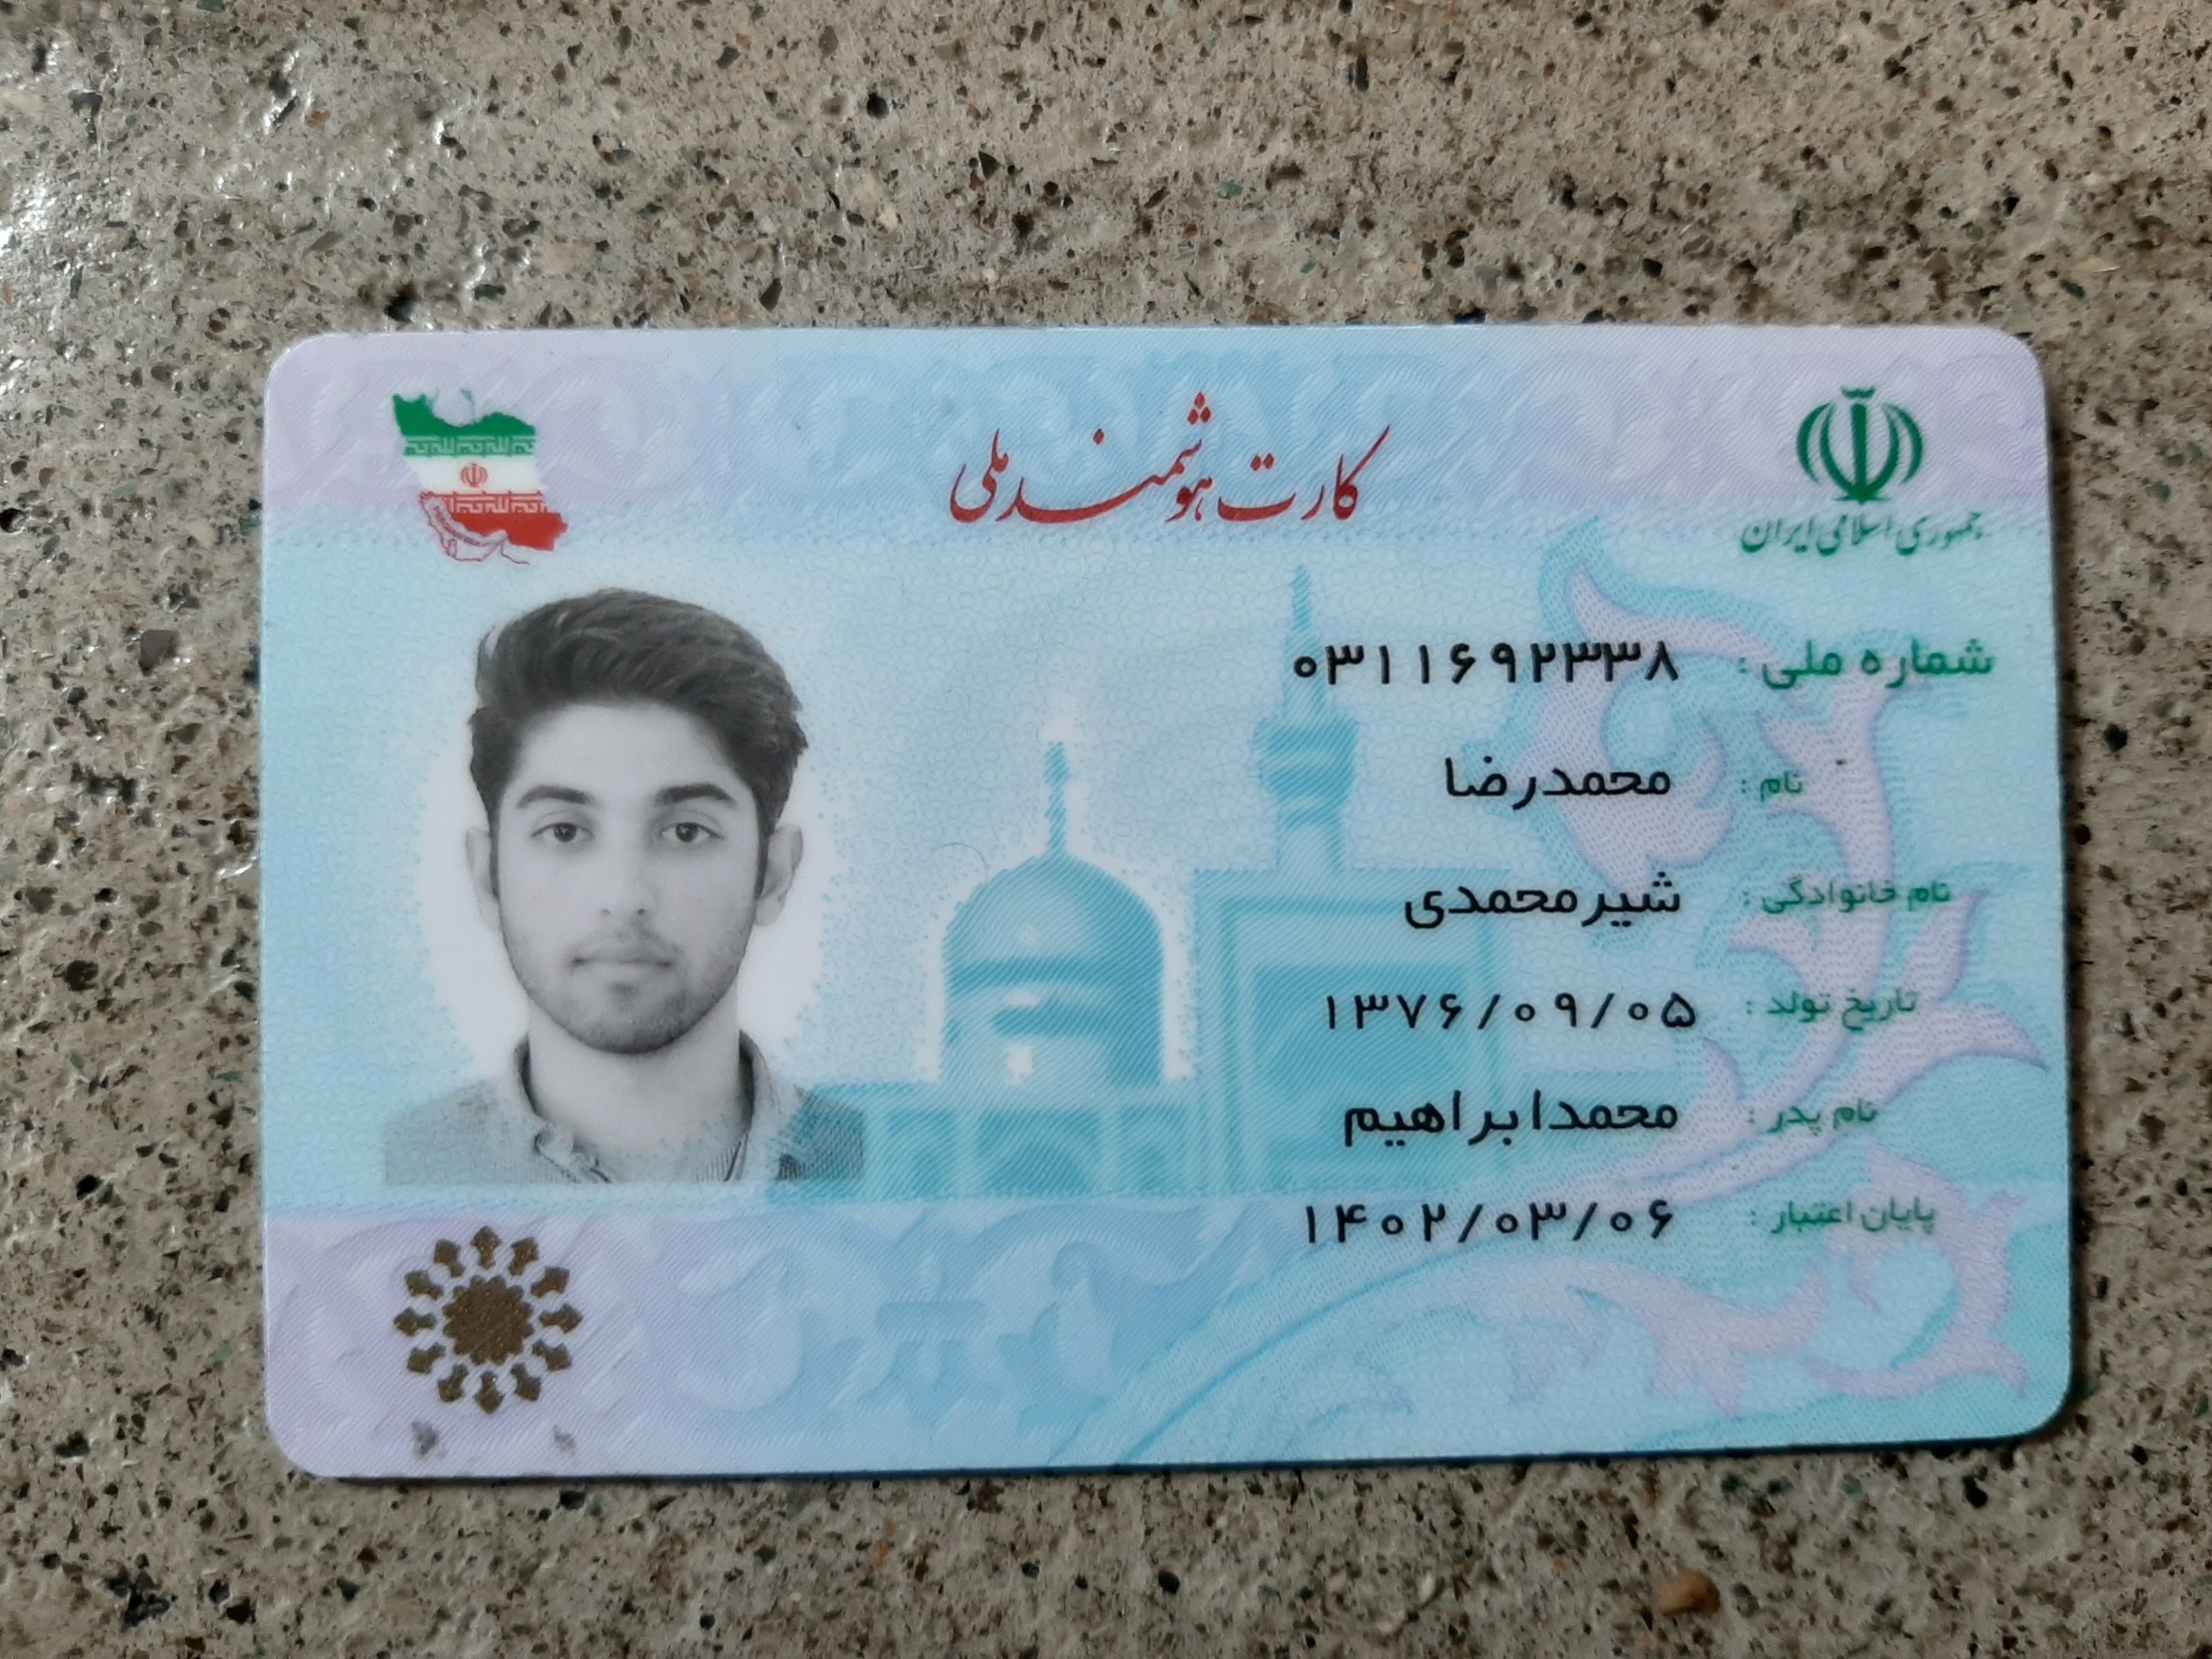 کارت هوشمند ملی
جمهوری اسلامی ایران
شماره ملی : ۰۳۱۱۶۹۲۳۳۸
نام : محمدرضا
نام خانوادگی : شیرمحمدی
تاریخ تولد : ۱۳۷۶/۰۹/۰۵
نام پدر : محمدابراهیم
پایان اعتبار : ۱۴۰۲/۰۳/۰۶